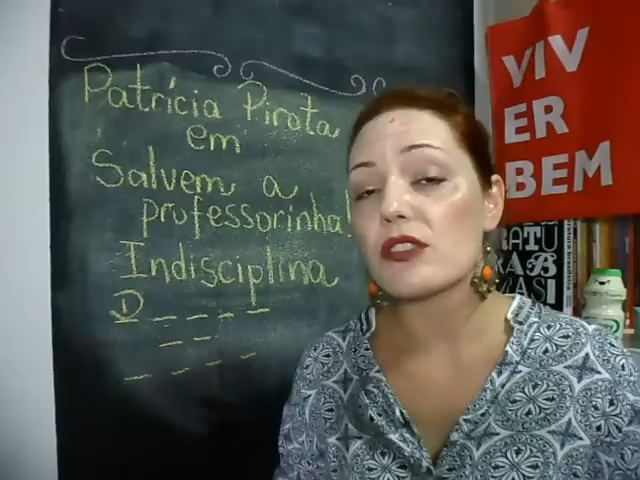 Patrícia Pirata
em
Salvem a
professorinha!
Indisciplina
D _ _ _ _
_ _
_ _ _ _
VIV
ER
BEM